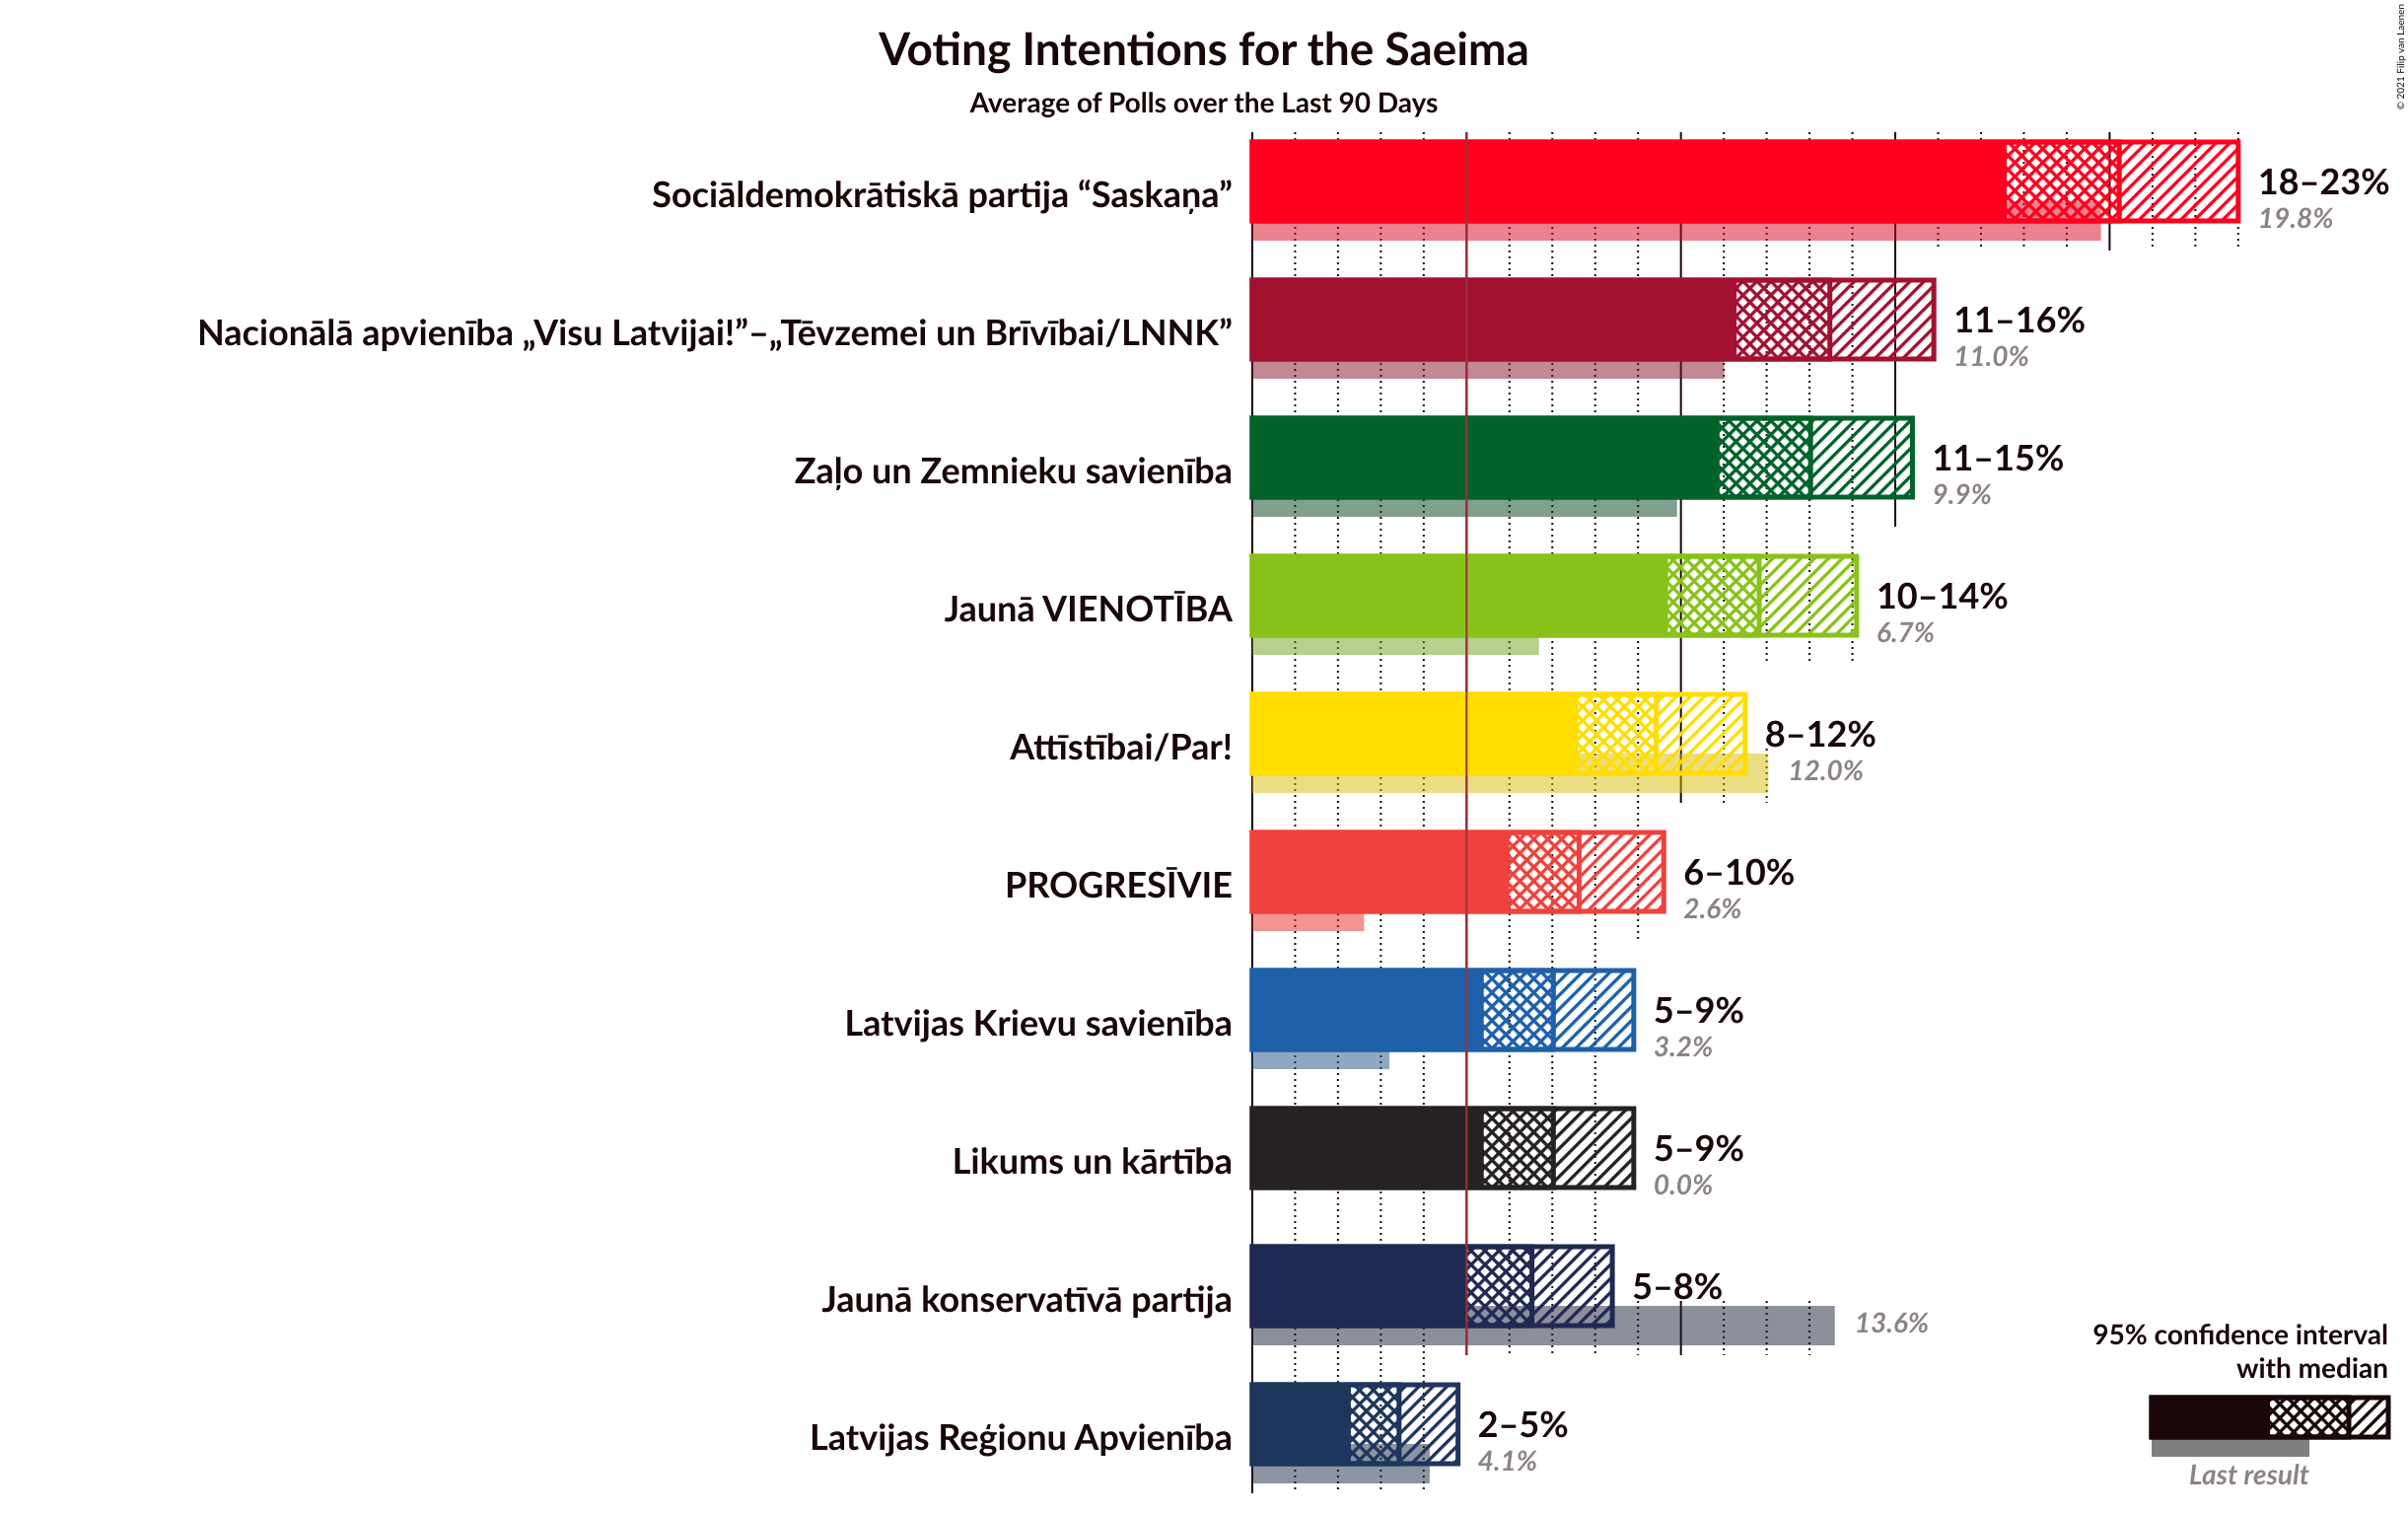 Voting Intentions for the Saeima
Average of Polls over the Last 90 Days
© 2021 Filip van Laenen
Sociāldemokrātiskā partija “Saskaņa”
18–23%
19.8%
Nacionālā apvienība „Visu Latvijai!”–„Tēvzemei un Brīvībai/LNNK”
11–16%
11.0%
Zaļo un Zemnieku savienība
11–15%
9.9%
Jaunā VIENOTĪBA
10–14%
6.7%
Attīstībai/Par!
8–12%
12.0%
PROGRESĪVIE
6–10%
2.6%
Latvijas Krievu savienība
5–9%
3.2%
Likums un kārtība
5–9%
0.0%
Jaunā konservatīvā partija
5–8%
13.6%
Latvijas Reģionu Apvienība
2–5%
4.1%
95% confidence interval
with median
Last result